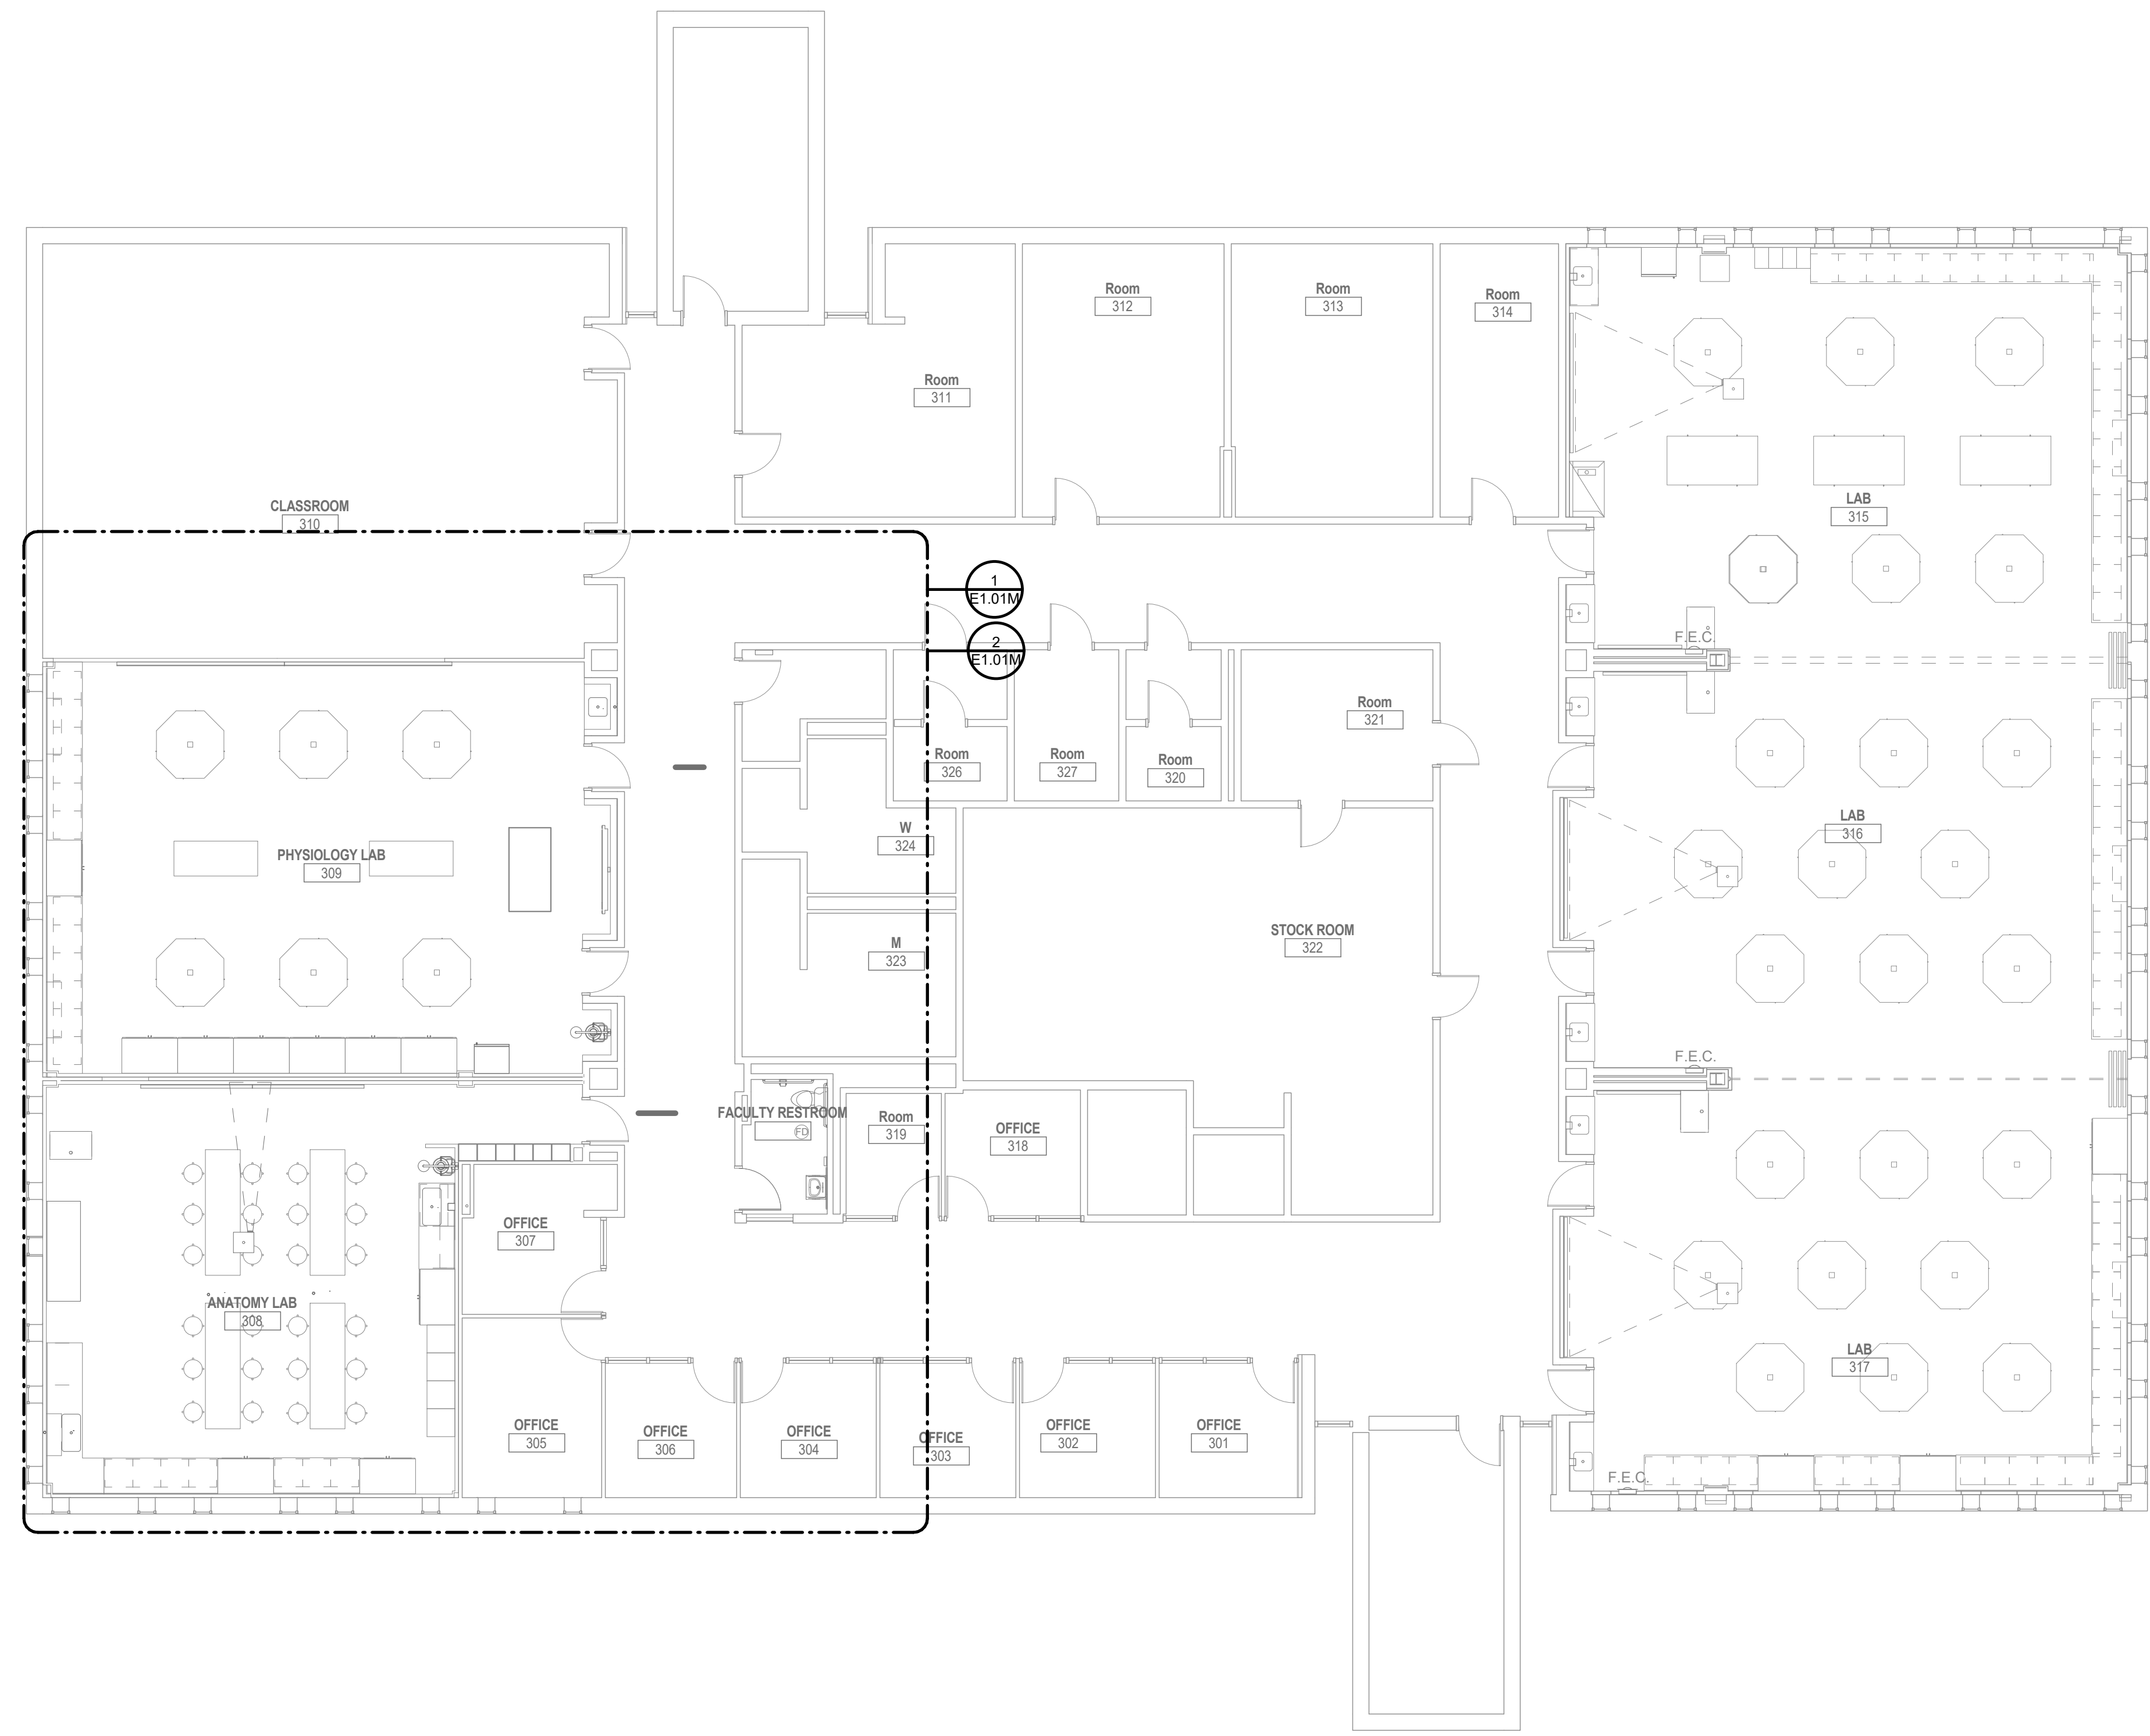 Room
312
Room
313
Room
314
Room
311
CLASSROOM
310
LAB
315
1
E1.01M
2
E1.01M
F.E.C.
Room
321
Room
326
Room
327
Room
320
W
324
LAB
316
PHYSIOLOGY LAB
309
STOCK ROOM
322
M
323
F.E.C.
FACULTY RESTROOM
FD
Room
319
OFFICE
318
OFFICE
307
ANATOMY LAB
308
LAB
317
OFFICE
305
OFFICE
306
OFFICE
304
OFFICE
303
OFFICE
302
OFFICE
301
F.E.C.